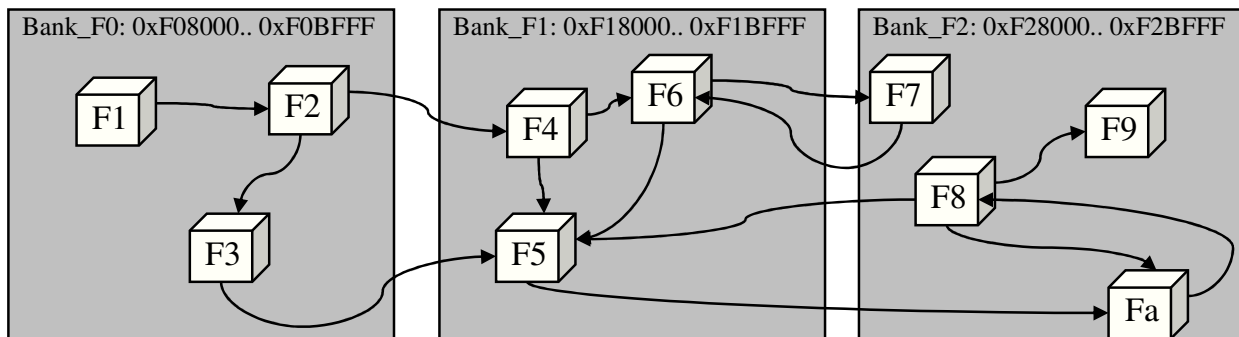 Bank_F0: 0xF08000.. 0xF0BFFF
Bank_F1: 0xF18000.. 0xF1BFFF
Bank_F2: 0xF28000.. 0xF2BFFF
F1
F2
F4
F6
F7
F9
F3
F5
F8
Fa